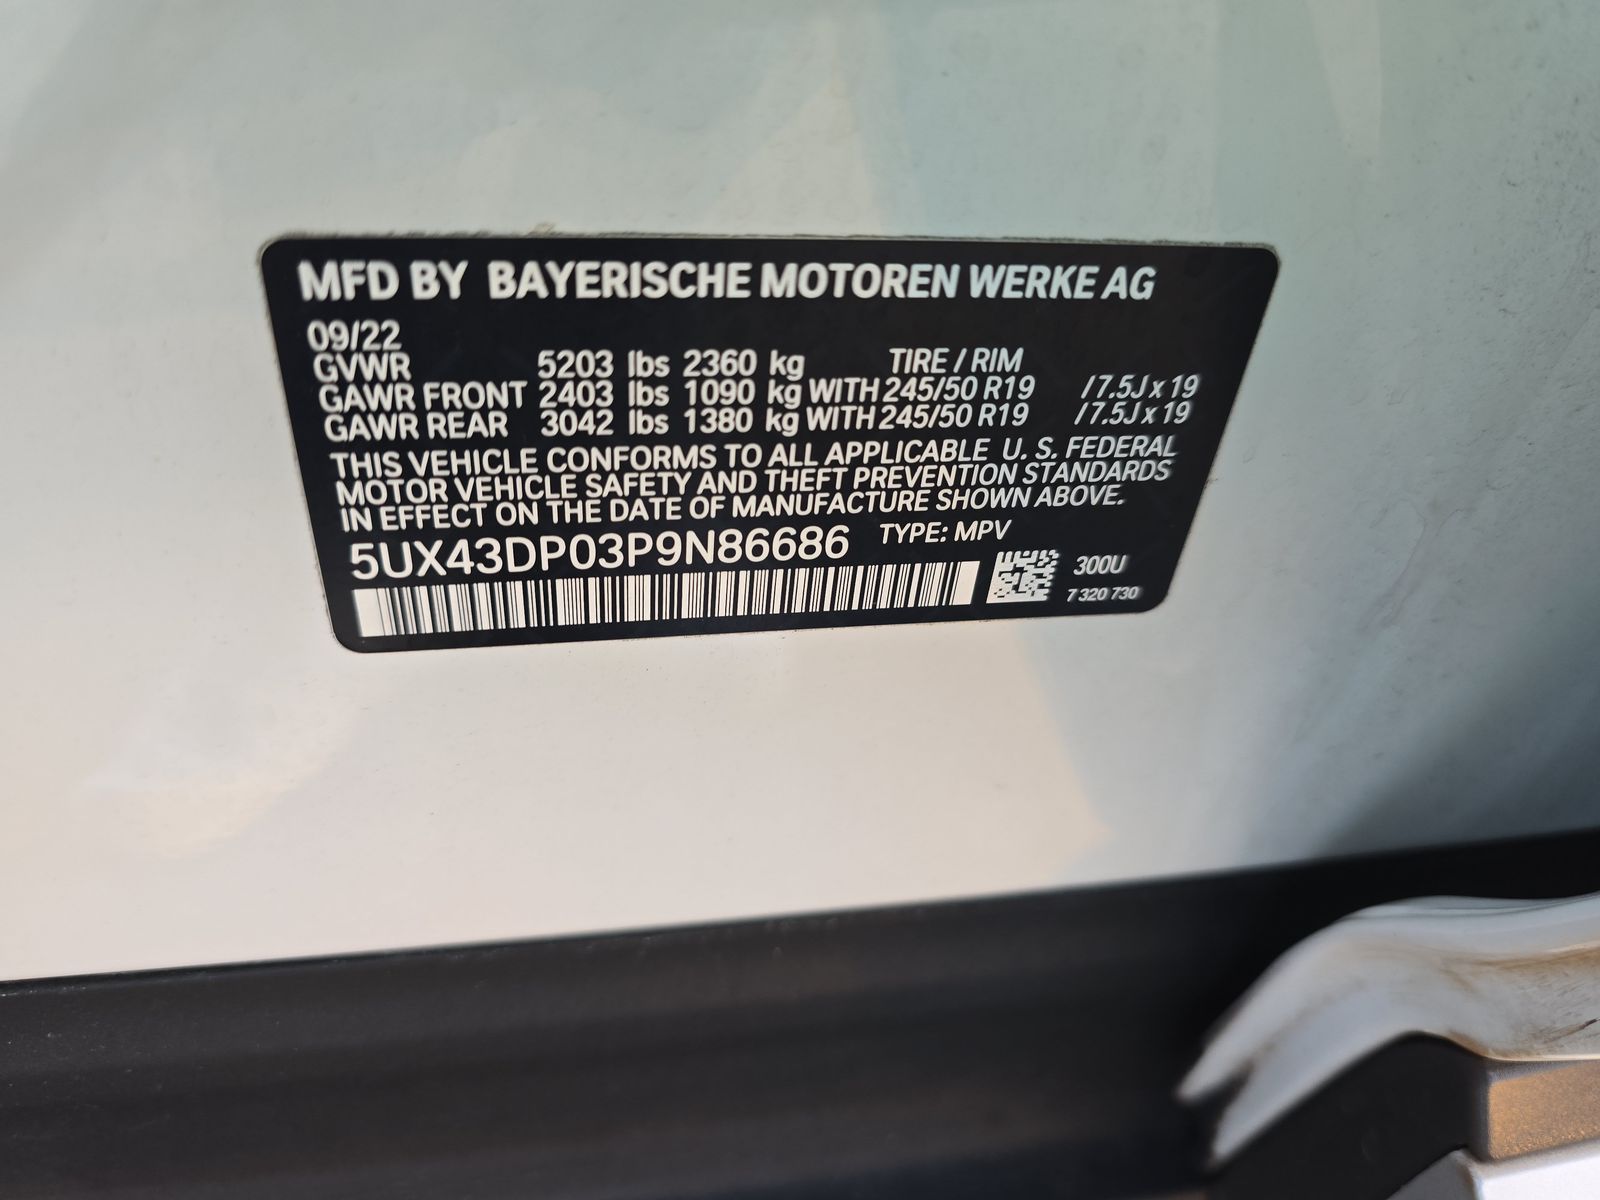 MFD BY BAYERISCHE MOTOREN WERKE AG
09/22
GVWR 5203 lbs 2360 kg TIRE / RIM
GAWR FRONT 2403 lbs 1090 kg WITH 245/50 R19 /7.5J x 19
GAWR REAR 3042 lbs 1380 kg WITH 245/50 R19 /7.5J x 19
THIS VEHICLE CONFORMS TO ALL APPLICABLE U. S. FEDERAL
MOTOR VEHICLE SAFETY AND THEFT PREVENTION STANDARDS
IN EFFECT ON THE DATE OF MANUFACTURE SHOWN ABOVE.
5UX43DP03P9N86686 TYPE: MPV
300U
7 320 730